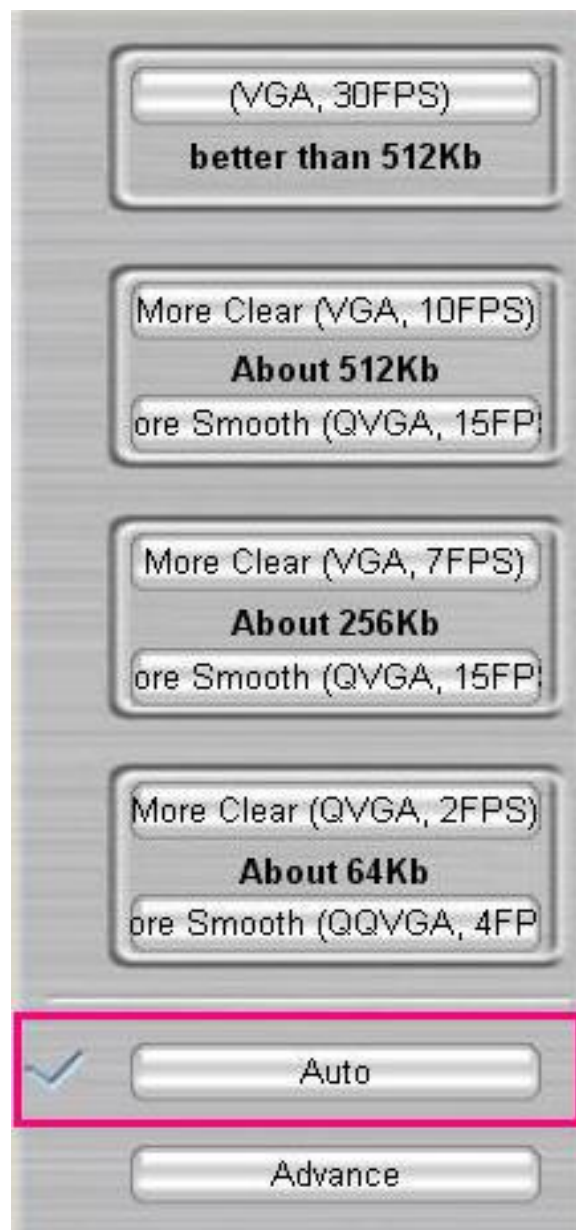 (VGA, 30FPS)
better than 512Kb
More Clear (VGA, 10FPS)
About 512Kb
ore Smooth (QVGA, 15FP
More Clear (VGA, 7FPS)
About 256Kb
ore Smooth (QVGA, 15FP
More Clear (QVGA, 2FPS)
About 64Kb
ore Smooth (QQVGA, 4FP
Auto
Advance